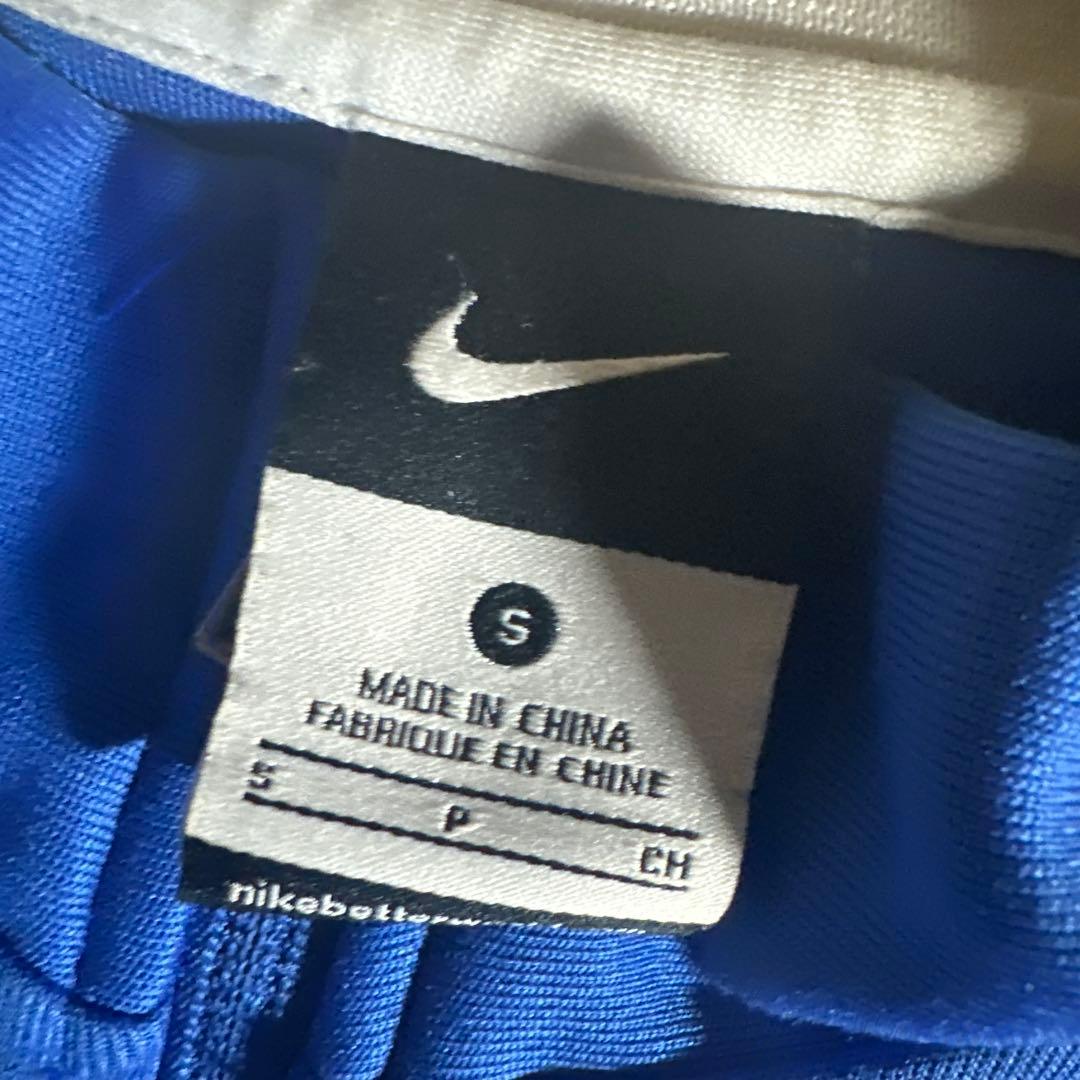 S
MADE IN CHINA
FABRIQUE EN CHINE
S P CH